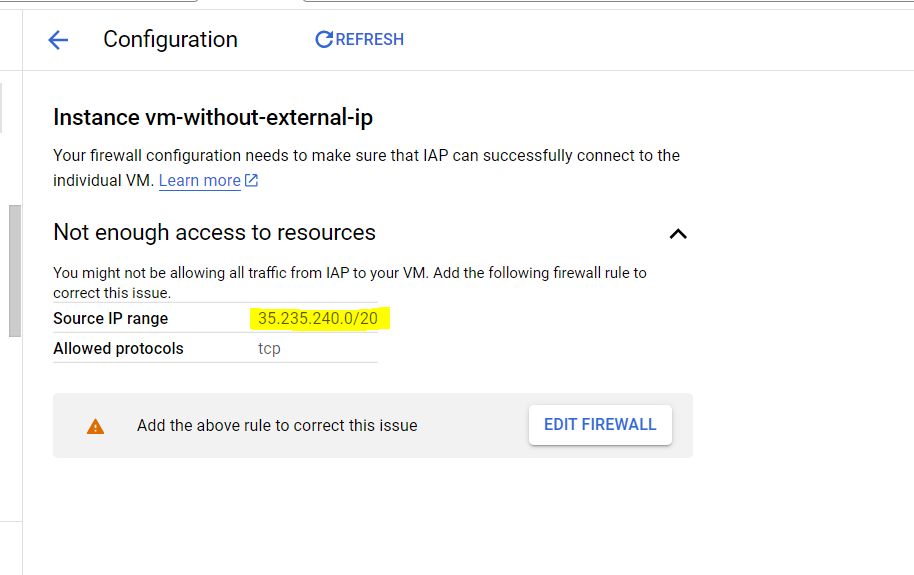 Configuration
REFRESH
Instance vm-without-external-ip
Your firewall configuration needs to make sure that IAP can successfully connect to the
individual VM. Learn more
Not enough access to resources
You might not be allowing all traffic from IAP to your VM. Add the following firewall rule to
correct this issue.
Source IP range 35.235.240.0/20
Allowed protocols tcp
Add the above rule to correct this issue
EDIT FIREWALL